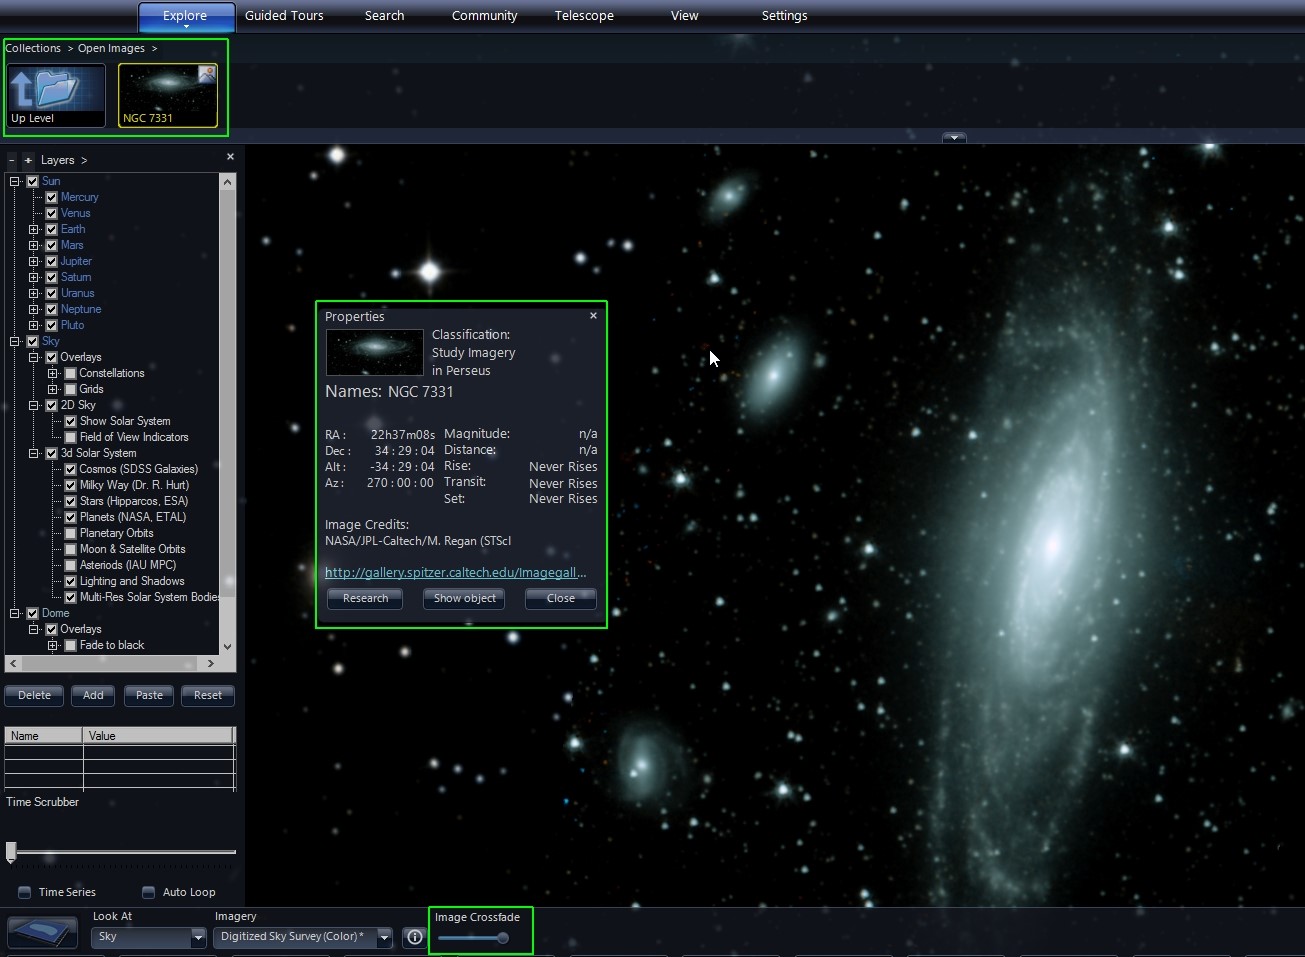 Explore Guided Tours Search Community Telescope View Settings
Collections > Open Images >
Up Level
NGC 7331
- + Layers >
Sun
Mercury
Venus
Earth
Mars
Jupiter
Saturn
Uranus
Neptune
Pluto
Sky
Overlays
Constellations
Grids
2D Sky
Show Solar System
Field of View Indicators
3d Solar System
Cosmos (SDSS Galaxies)
Milky Way (Dr. R. Hurt)
Stars (Hipparcos, ESA)
Planets (NASA, ETAL)
Planetary Orbits
Moon & Satellite Orbits
Asteriods (IAU MPC)
Lighting and Shadows
Multi-Res Solar System Bodies
Dome
Overlays
Fade to black
Delete Add Paste Reset
Name Value
Time Scrubber
Time Series Auto Loop
Properties
Classification:
Study Imagery
in Perseus
Names: NGC 7331
RA : 22h37m08s Magnitude: n/a
Dec : 34 : 29 : 04 Distance: n/a
Alt : -34 : 29 : 04 Rise: Never Rises
Az : 270 : 00 : 00 Transit: Never Rises
Set: Never Rises
Image Credits:
NASA/JPL-Caltech/M. Regan (STScI
http://gallery.spitzer.caltech.edu/Imagegall...
Research Show object Close
Look At Imagery Image Crossfade
Sky Digitized Sky Survey (Color) *